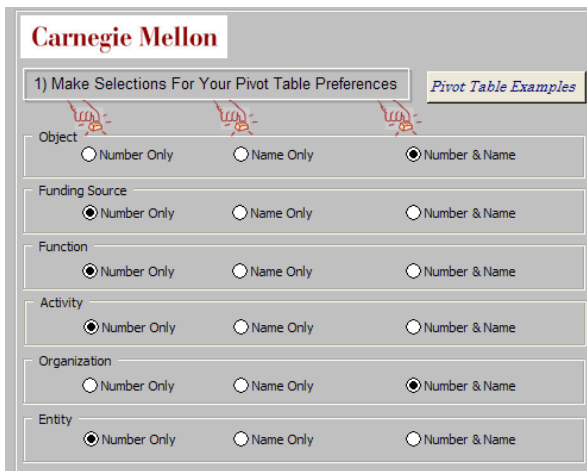 Carnegie Mellon
1) Make Selections For Your Pivot Table Preferences
Pivot Table Examples
Object
Number Only Name Only Number & Name
Funding Source
Number Only Name Only Number & Name
Function
Number Only Name Only Number & Name
Activity
Number Only Name Only Number & Name
Organization
Number Only Name Only Number & Name
Entity
Number Only Name Only Number & Name